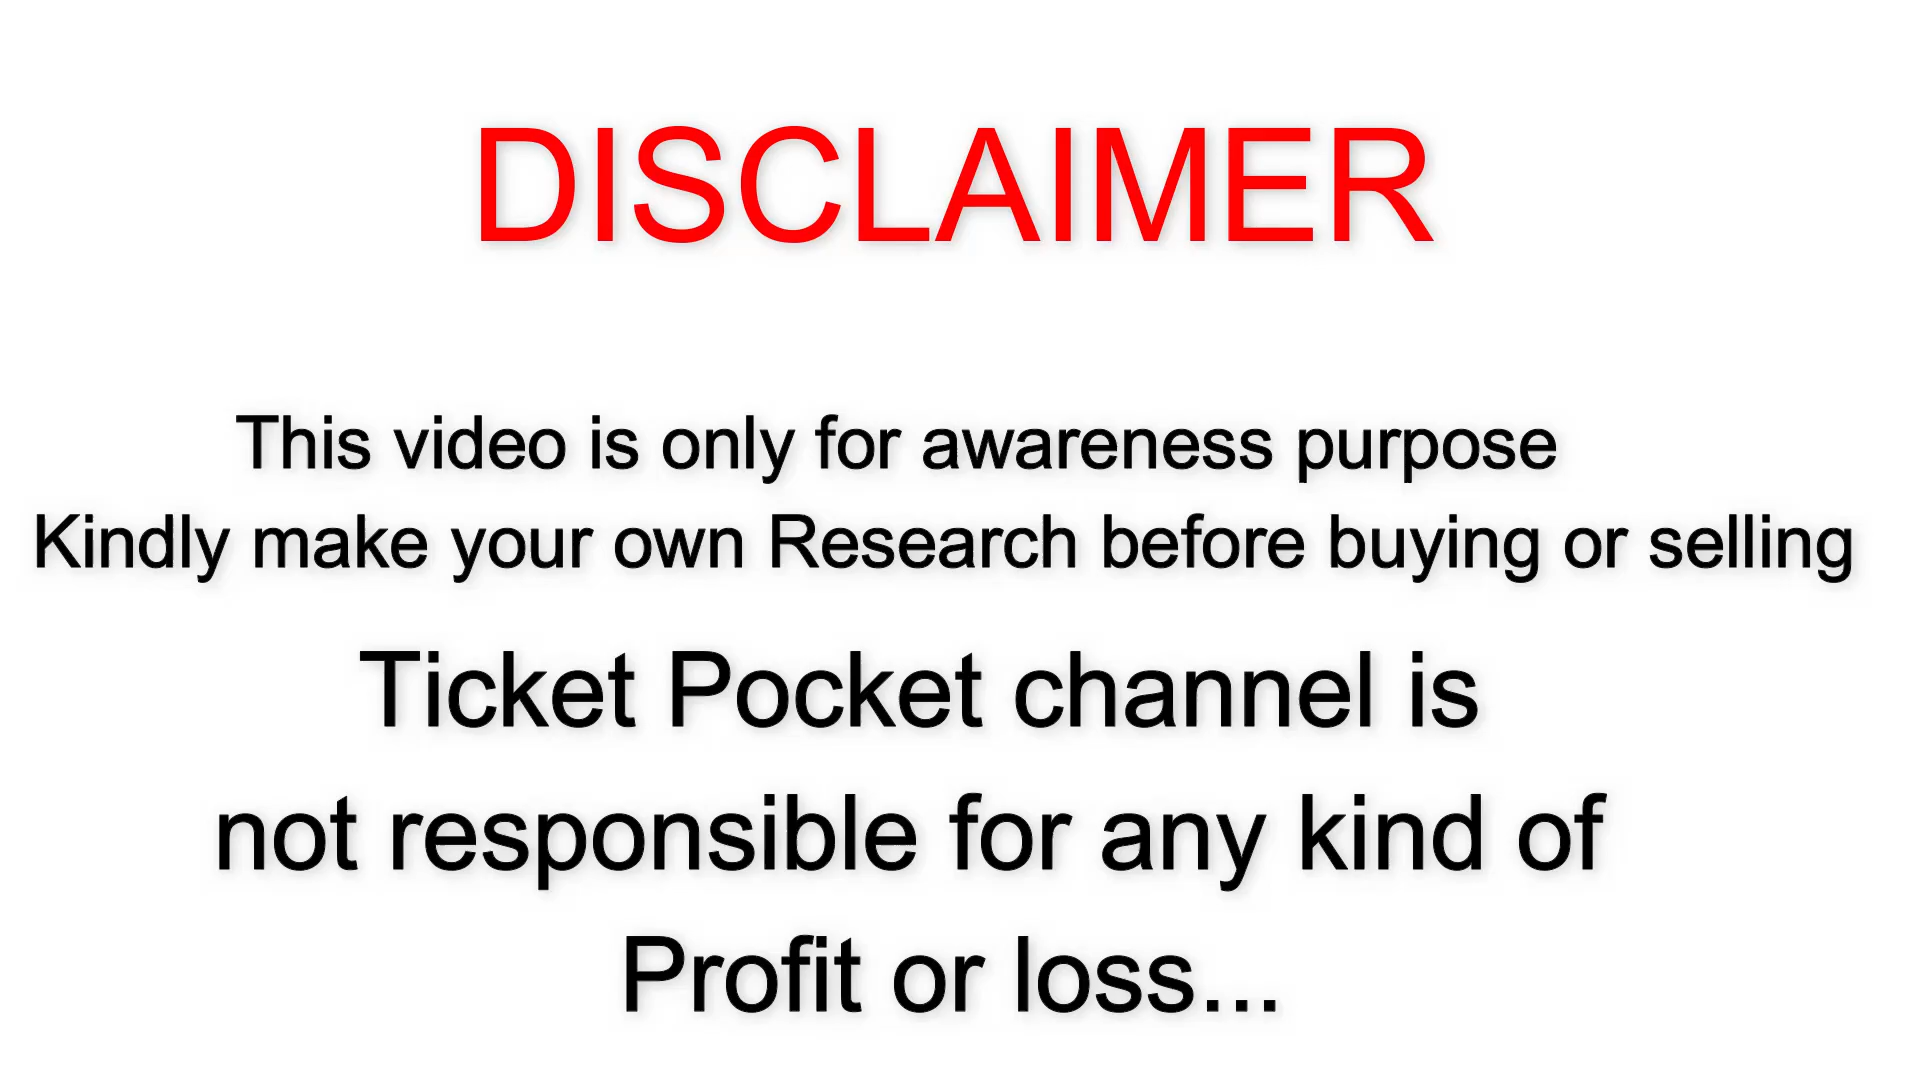 DISCLAIMER
This video is only for awareness purpose
Kindly make your own Research before buying or selling
Ticket Pocket channel is
not responsible for any kind of
Profit or loss...